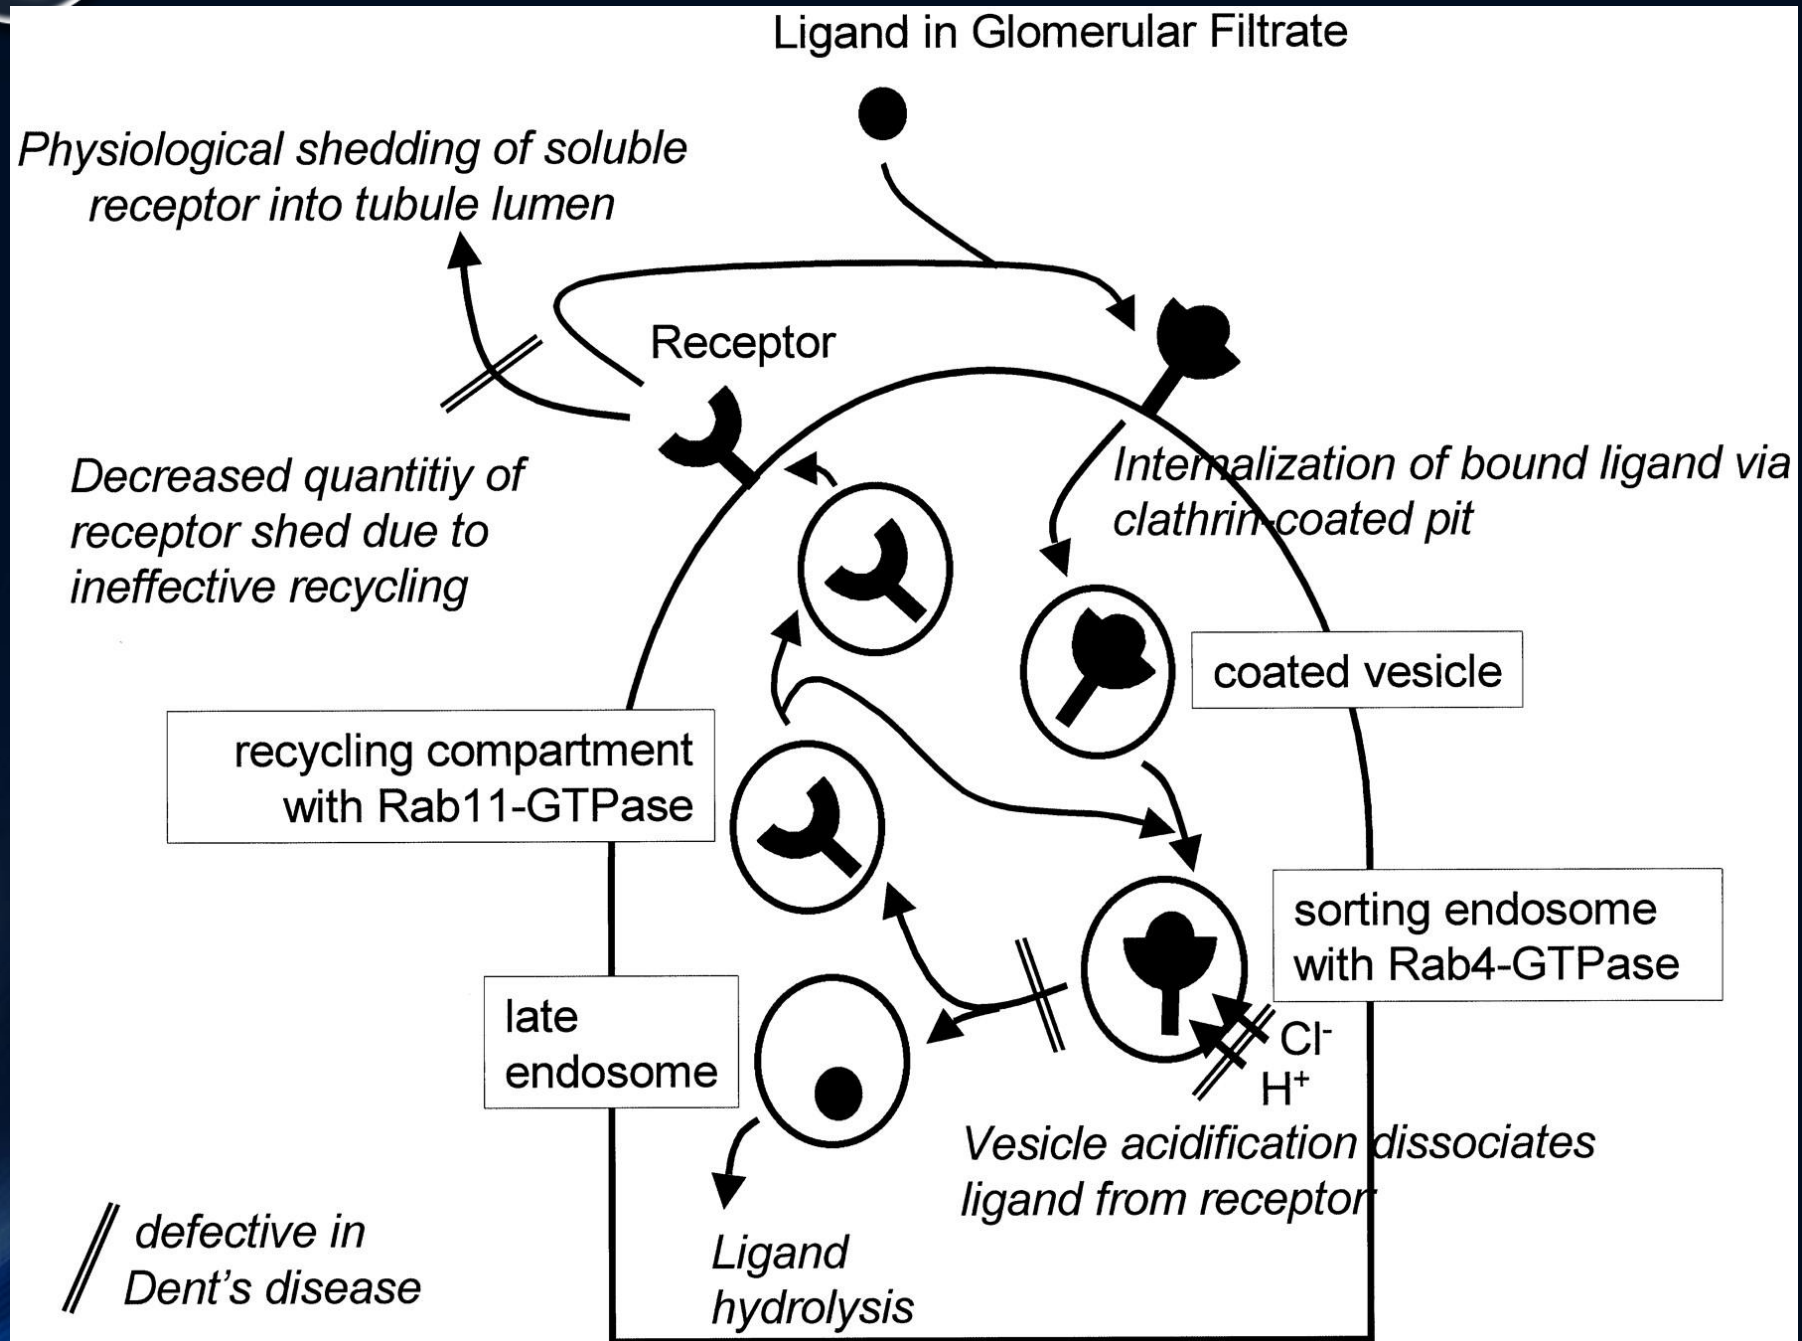 Ligand in Glomerular Filtrate
Physiological shedding of soluble
receptor into tubule lumen
Receptor
Decreased quantitiy of
receptor shed due to
ineffective recycling
Internalization of bound ligand via
clathrin-coated pit
coated vesicle
recycling compartment
with Rab11-GTPase
sorting endosome
with Rab4-GTPase
late
endosome
Cl⁻
H⁺
Vesicle acidification dissociates
ligand from receptor
Ligand
hydrolysis
defective in
Dent's disease